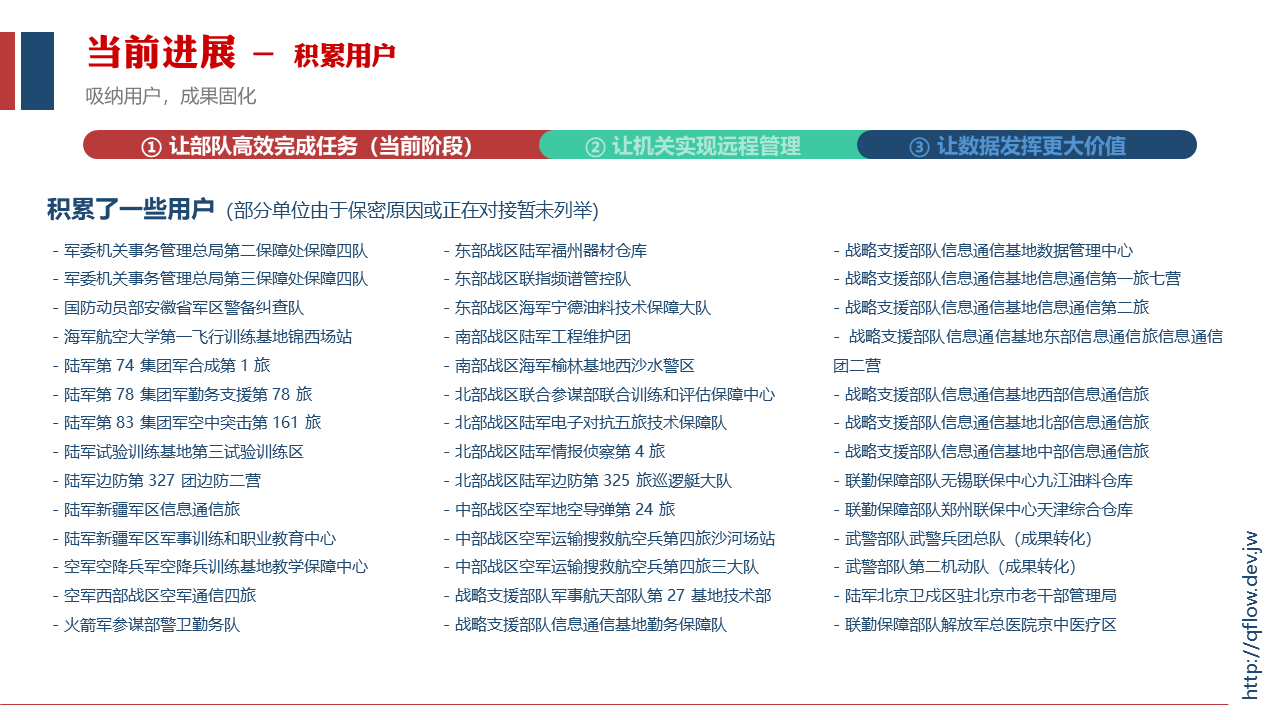 当前进展 － 积累用户
吸纳用户，成果固化
① 让部队高效完成任务（当前阶段）
② 让机关实现远程管理
③ 让数据发挥更大价值
积累了一些用户 (部分单位由于保密原因或正在对接暂未列举)
- 军委机关事务管理总局第二保障处保障四队
- 军委机关事务管理总局第三保障处保障四队
- 国防动员部安徽省军区警备纠查队
- 海军航空大学第一飞行训练基地锦西场站
- 陆军第 74 集团军合成第 1 旅
- 陆军第 78 集团军勤务支援第 78 旅
- 陆军第 83 集团军空中突击第 161 旅
- 陆军试验训练基地第三试验训练区
- 陆军边防第 327 团边防二营
- 陆军新疆军区信息通信旅
- 陆军新疆军区军事训练和职业教育中心
- 空军空降兵军空降兵训练基地教学保障中心
- 空军西部战区空军通信四旅
- 火箭军参谋部警卫勤务队
- 东部战区陆军福州器材仓库
- 东部战区联指频谱管控队
- 东部战区海军宁德油料技术保障大队
- 南部战区陆军工程维护团
- 南部战区海军榆林基地西沙水警区
- 北部战区联合参谋部联合训练和评估保障中心
- 北部战区陆军电子对抗五旅技术保障队
- 北部战区陆军情报侦察第 4 旅
- 北部战区陆军边防第 325 旅巡逻艇大队
- 中部战区空军地空导弹第 24 旅
- 中部战区空军运输搜救航空兵第四旅沙河场站
- 中部战区空军运输搜救航空兵第四旅三大队
- 战略支援部队军事航天部队第 27 基地技术部
- 战略支援部队信息通信基地勤务保障队
- 战略支援部队信息通信基地数据管理中心
- 战略支援部队信息通信基地信息通信第一旅七营
- 战略支援部队信息通信基地信息通信第二旅
- 战略支援部队信息通信基地东部信息通信旅信息通信
团二营
- 战略支援部队信息通信基地西部信息通信旅
- 战略支援部队信息通信基地北部信息通信旅
- 战略支援部队信息通信基地中部信息通信旅
- 联勤保障部队无锡联保中心九江油料仓库
- 联勤保障部队郑州联保中心天津综合仓库
- 武警部队武警兵团总队（成果转化）
- 武警部队第二机动队（成果转化）
- 陆军北京卫戍区驻北京市老干部管理局
- 联勤保障部队解放军总医院京中医疗区
http://qflow.dev.jw